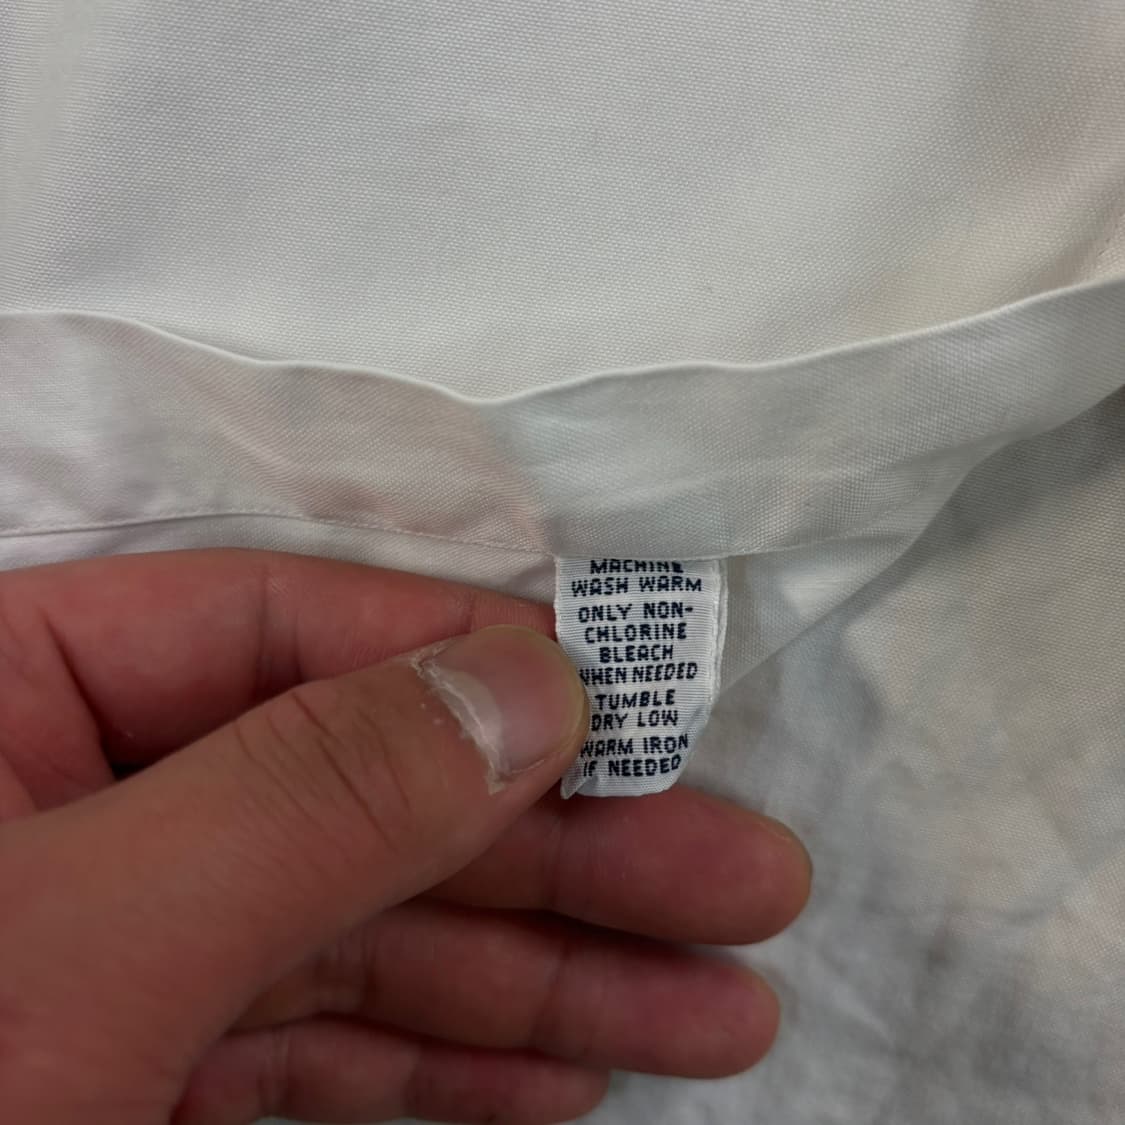 MACHINE
WASH WARM
ONLY NON-
CHLORINE
BLEACH
WHEN NEEDED
TUMBLE
DRY LOW
WARM IRON
IF NEEDED